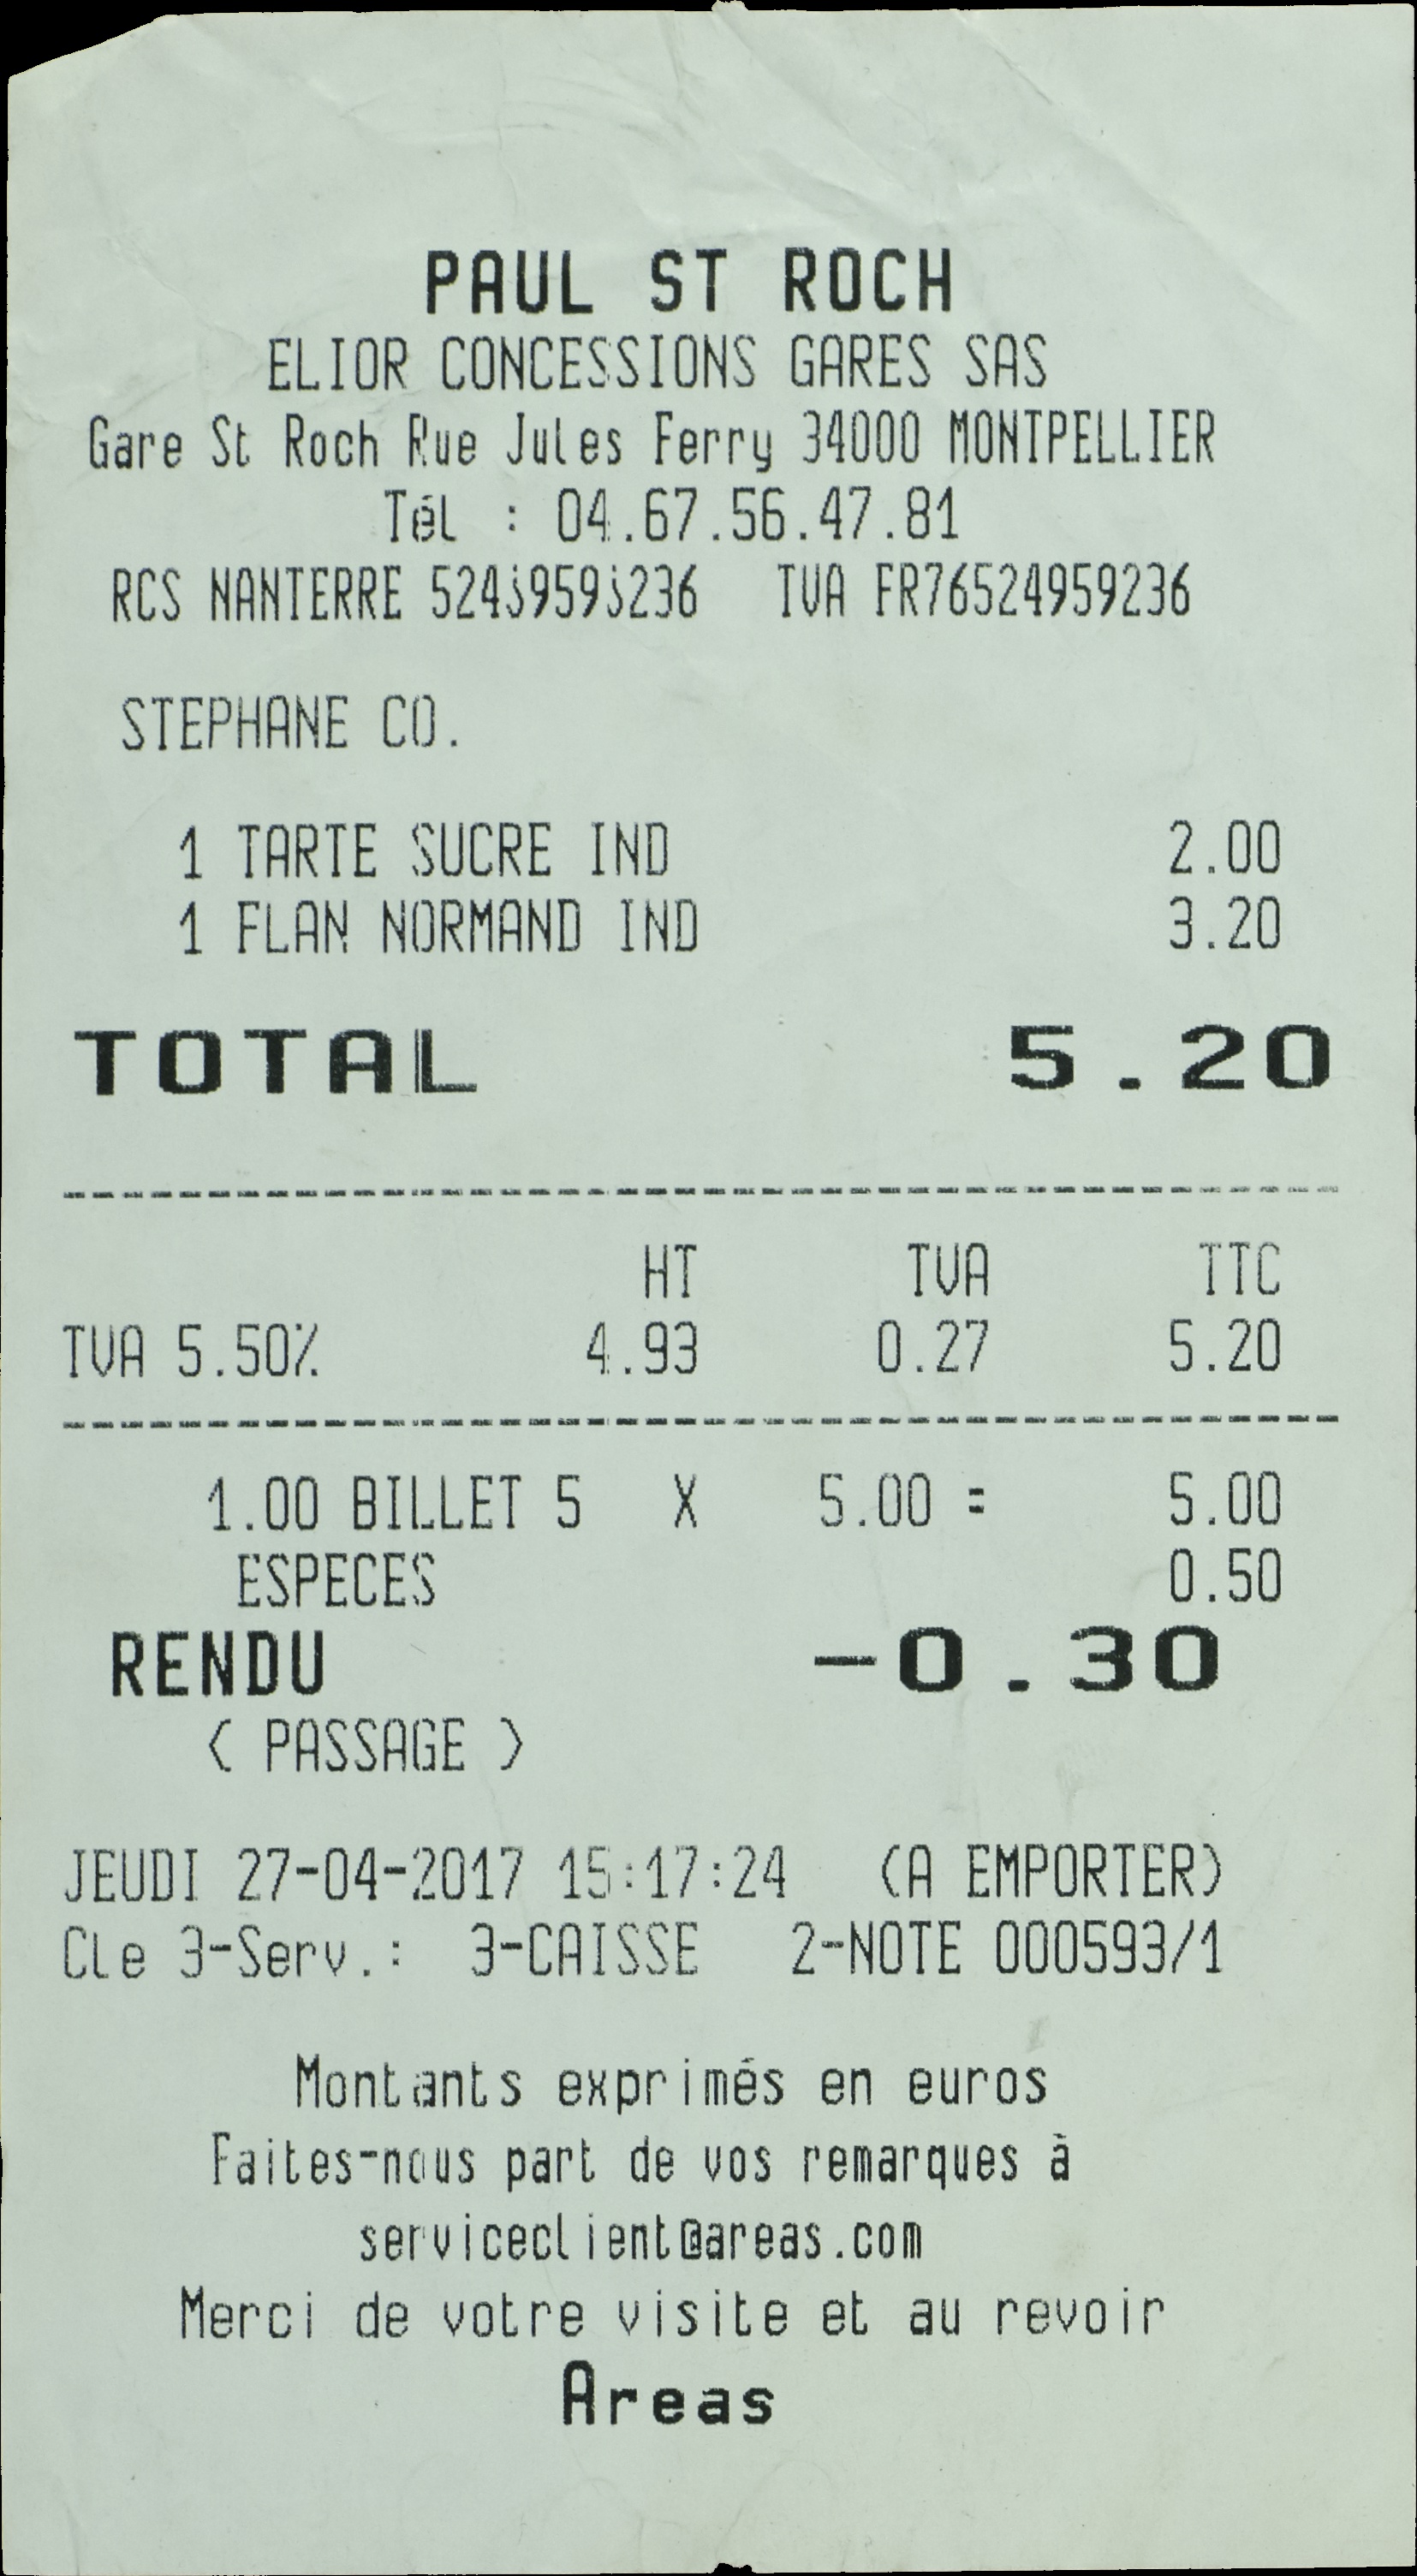 PAUL ST ROCH
ELIOR CONCESSIONS GARES SAS
Gare St Roch Rue Jules Ferry 34000 MONTPELLIER
Tél : 04.67.56.47.81
RCS NANTERRE 524j959j236 TVA FR76524959236
STEPHANE CO.
1 TARTE SUCRE IND 2.00
1 FLAN NORMAND IND 3.20
TOTAL 5.20
HT TVA TTC
TVA 5.50% 4.93 0.27 5.20
1.00 BILLET 5 X 5.00 = 5.00
ESPECES 0.50
RENDU -0.30
( PASSAGE )
JEUDI 27-04-2017 15:17:24 (A EMPORTER)
Cle 3-Serv.: 3-CAISSE 2-NOTE 000593/1
Montants exprimés en euros
Faites-nous part de vos remarques à
serviceclient@areas.com
Merci de votre visite et au revoir
Areas